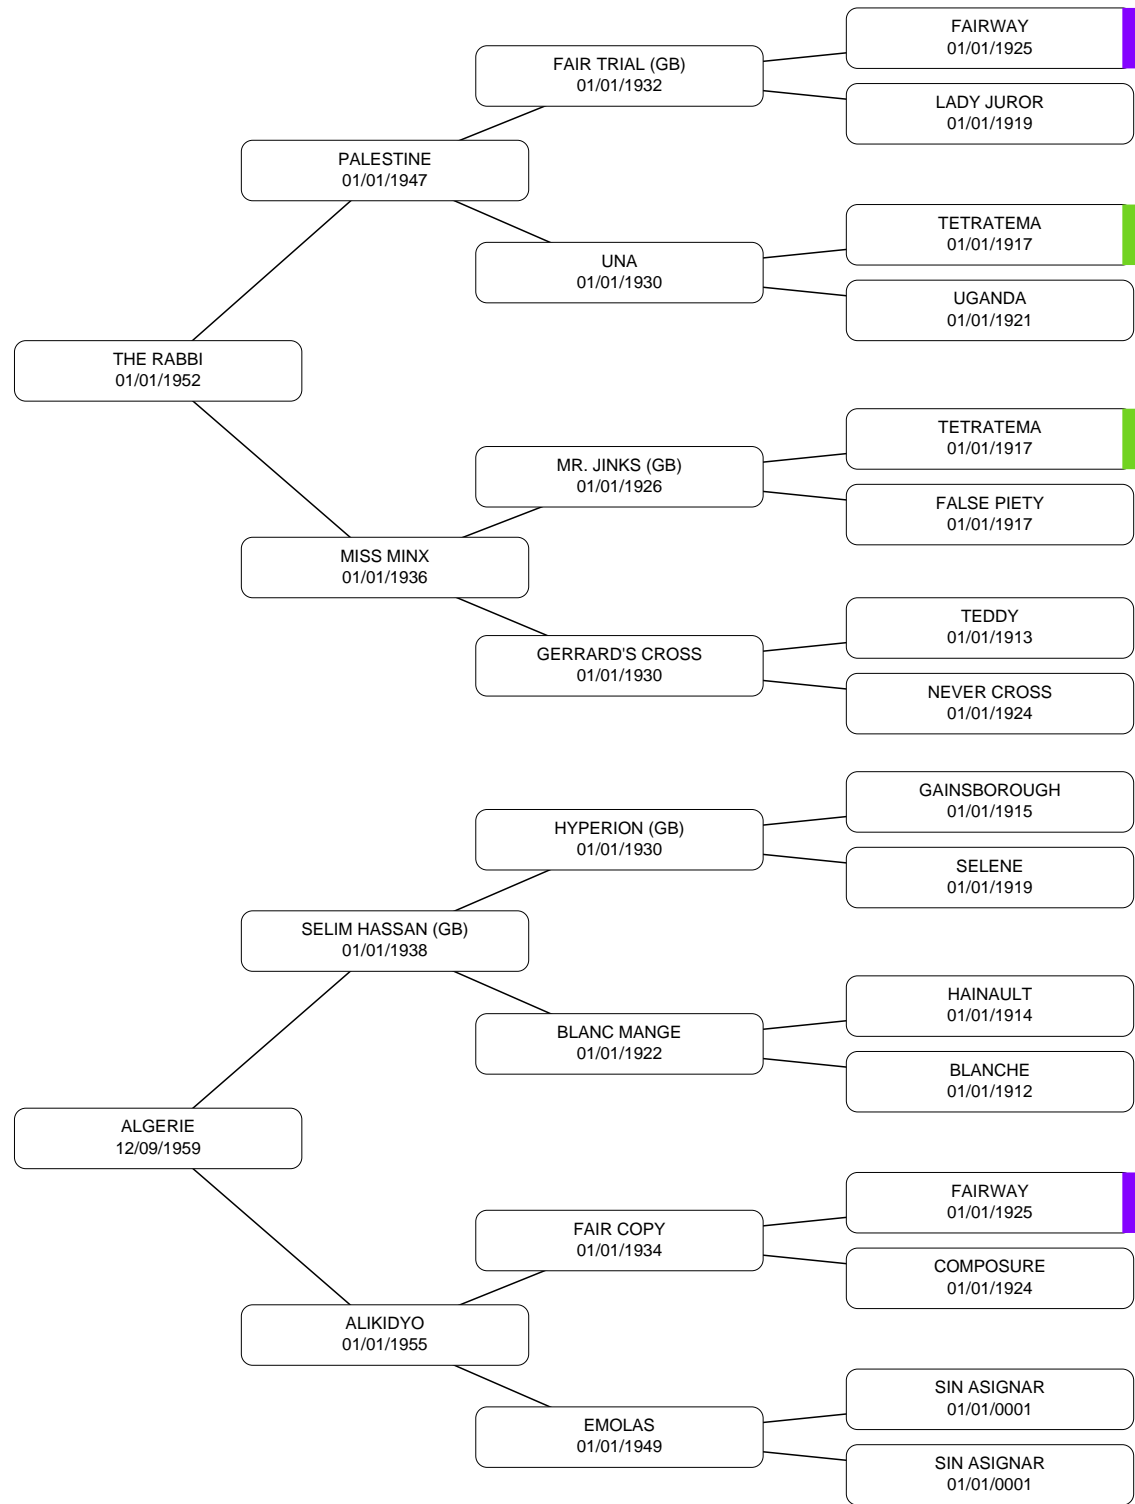 FAIRWAY
01/01/1925
FAIR TRIAL (GB)
01/01/1932
LADY JUROR
01/01/1919
PALESTINE
01/01/1947
TETRATEMA
01/01/1917
UNA
01/01/1930
UGANDA
01/01/1921
THE RABBI
01/01/1952
TETRATEMA
01/01/1917
MR. JINKS (GB)
01/01/1926
FALSE PIETY
01/01/1917
MISS MINX
01/01/1936
TEDDY
01/01/1913
GERRARD'S CROSS
01/01/1930
NEVER CROSS
01/01/1924
GAINSBOROUGH
01/01/1915
HYPERION (GB)
01/01/1930
SELENE
01/01/1919
SELIM HASSAN (GB)
01/01/1938
HAINAULT
01/01/1914
BLANC MANGE
01/01/1922
BLANCHE
01/01/1912
ALGERIE
12/09/1959
FAIRWAY
01/01/1925
FAIR COPY
01/01/1934
COMPOSURE
01/01/1924
ALIKIDYO
01/01/1955
SIN ASIGNAR
01/01/0001
EMOLAS
01/01/1949
SIN ASIGNAR
01/01/0001